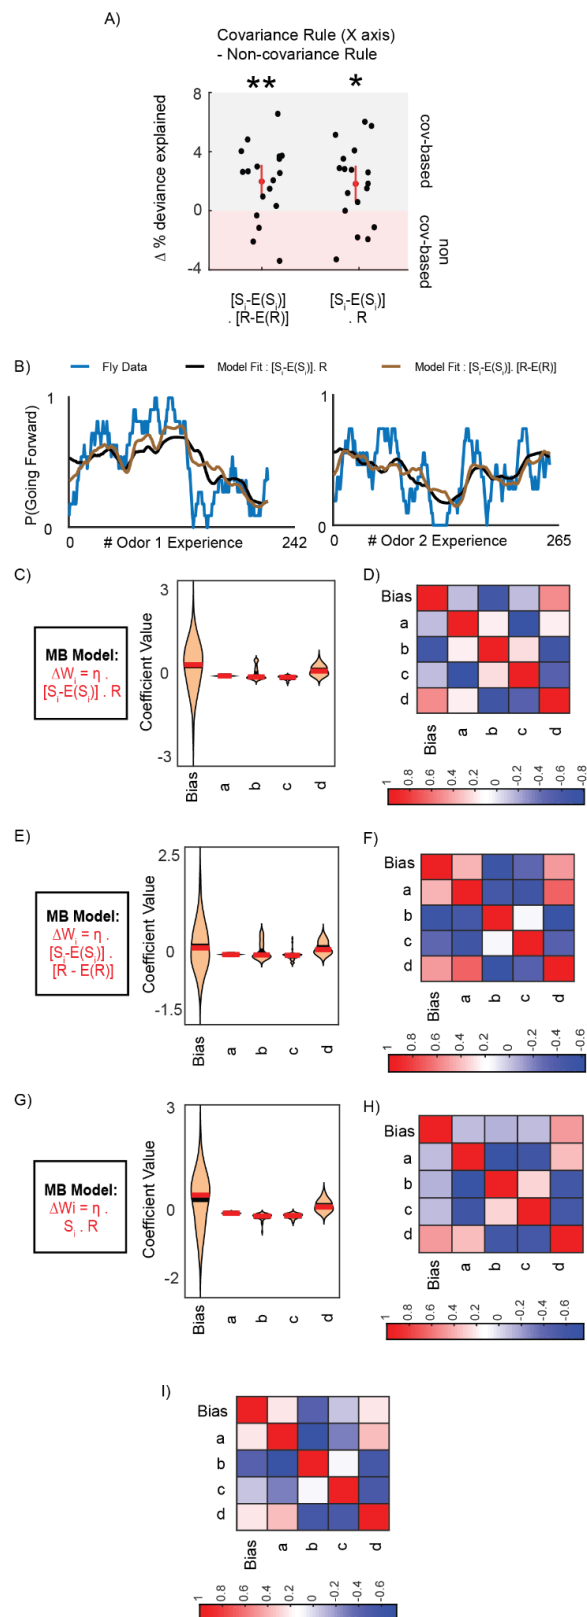 A)
Covariance Rule (X axis)
- Non-covariance Rule
** *
8
4
0
-4
Δ % deviance explained
cov-based
non
cov-based
[Si-E(Si)]
. [R-E(R)]
[Si-E(Si)]
. R
B)
Fly Data
Model Fit : [Si-E(Si)]. R
Model Fit : [Si-E(Si)]. [R-E(R)]
P(Going Forward)
1
0
0 # Odor 1 Experience 242
1
0
0 # Odor 2 Experience 265
C)
MB Model:
ΔWi = η .
[Si-E(Si)] . R
Coefficient Value
3
0
-3
Bias a b c d
D)
Bias
a
b
c
d
Bias a b c d
1 0.8 0.6 0.4 0.2 0 -0.2 -0.4 -0.6 -0.8
E)
MB Model:
ΔWi = η .
[Si-E(Si)] .
[R - E(R)]
Coefficient Value
2.5
0
-1.5
Bias a b c d
F)
Bias
a
b
c
d
Bias a b c d
1 0.8 0.6 0.4 0.2 0 -0.2 -0.4 -0.6
G)
MB Model:
ΔWi = η .
Si . R
Coefficient Value
3
0
-2
Bias a b c d
H)
Bias
a
b
c
d
Bias a b c d
1 0.8 0.6 0.4 0.2 0 -0.2 -0.4 -0.6
I)
Bias
a
b
c
d
Bias a b c d
1 0.8 0.6 0.4 0.2 0 -0.2 -0.4 -0.6